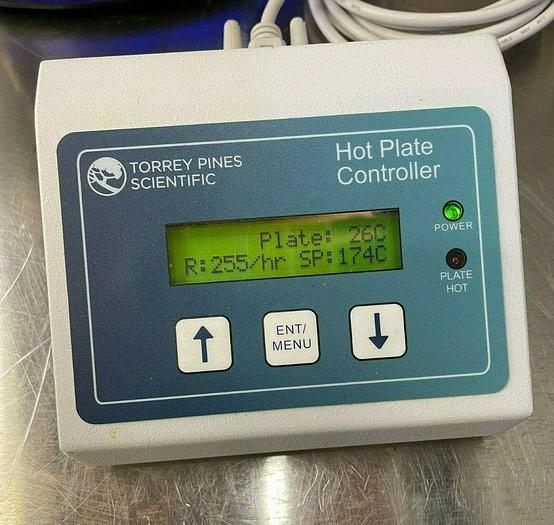 TORREY PINES
SCIENTIFIC
Hot Plate
Controller
Plate: 26C
R:255/hr SP:174C
POWER
PLATE
HOT
ENT/
MENU